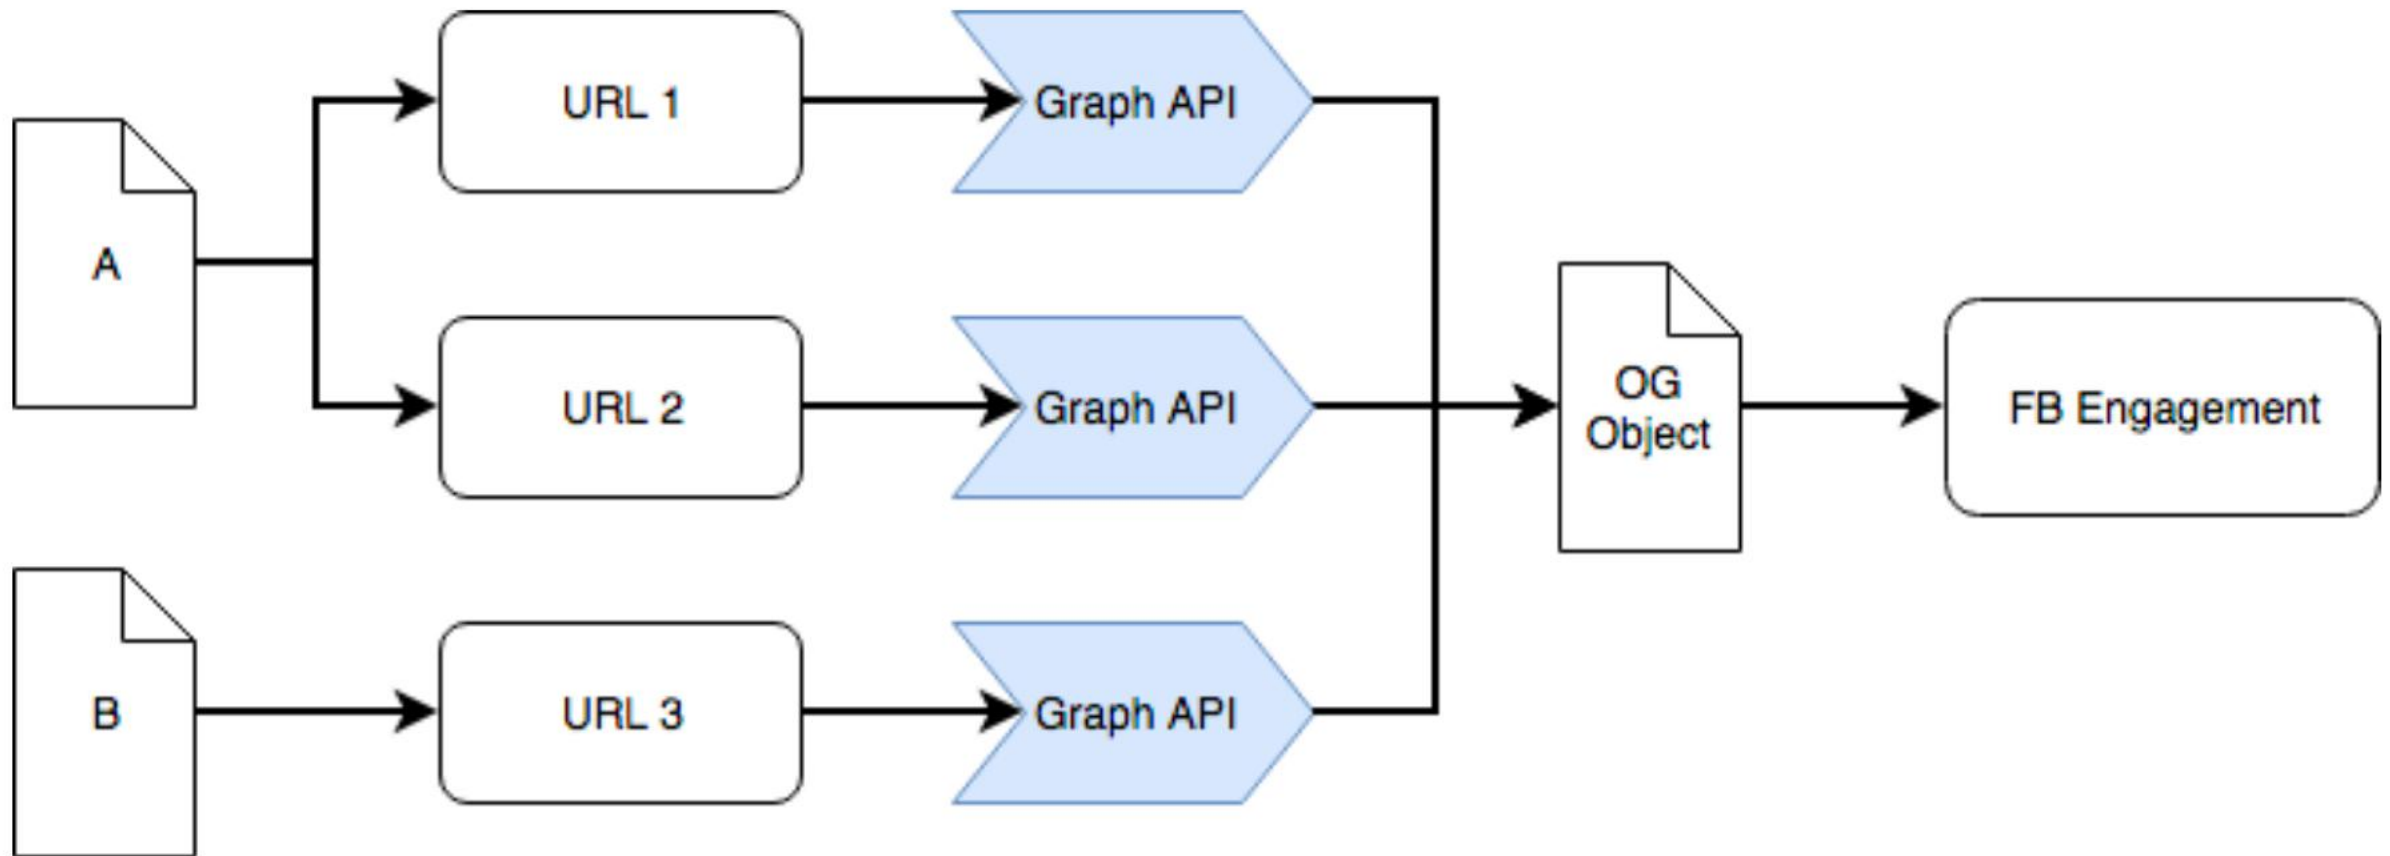 A
URL 1
Graph API
URL 2
Graph API
B
URL 3
Graph API
OG
Object
FB Engagement